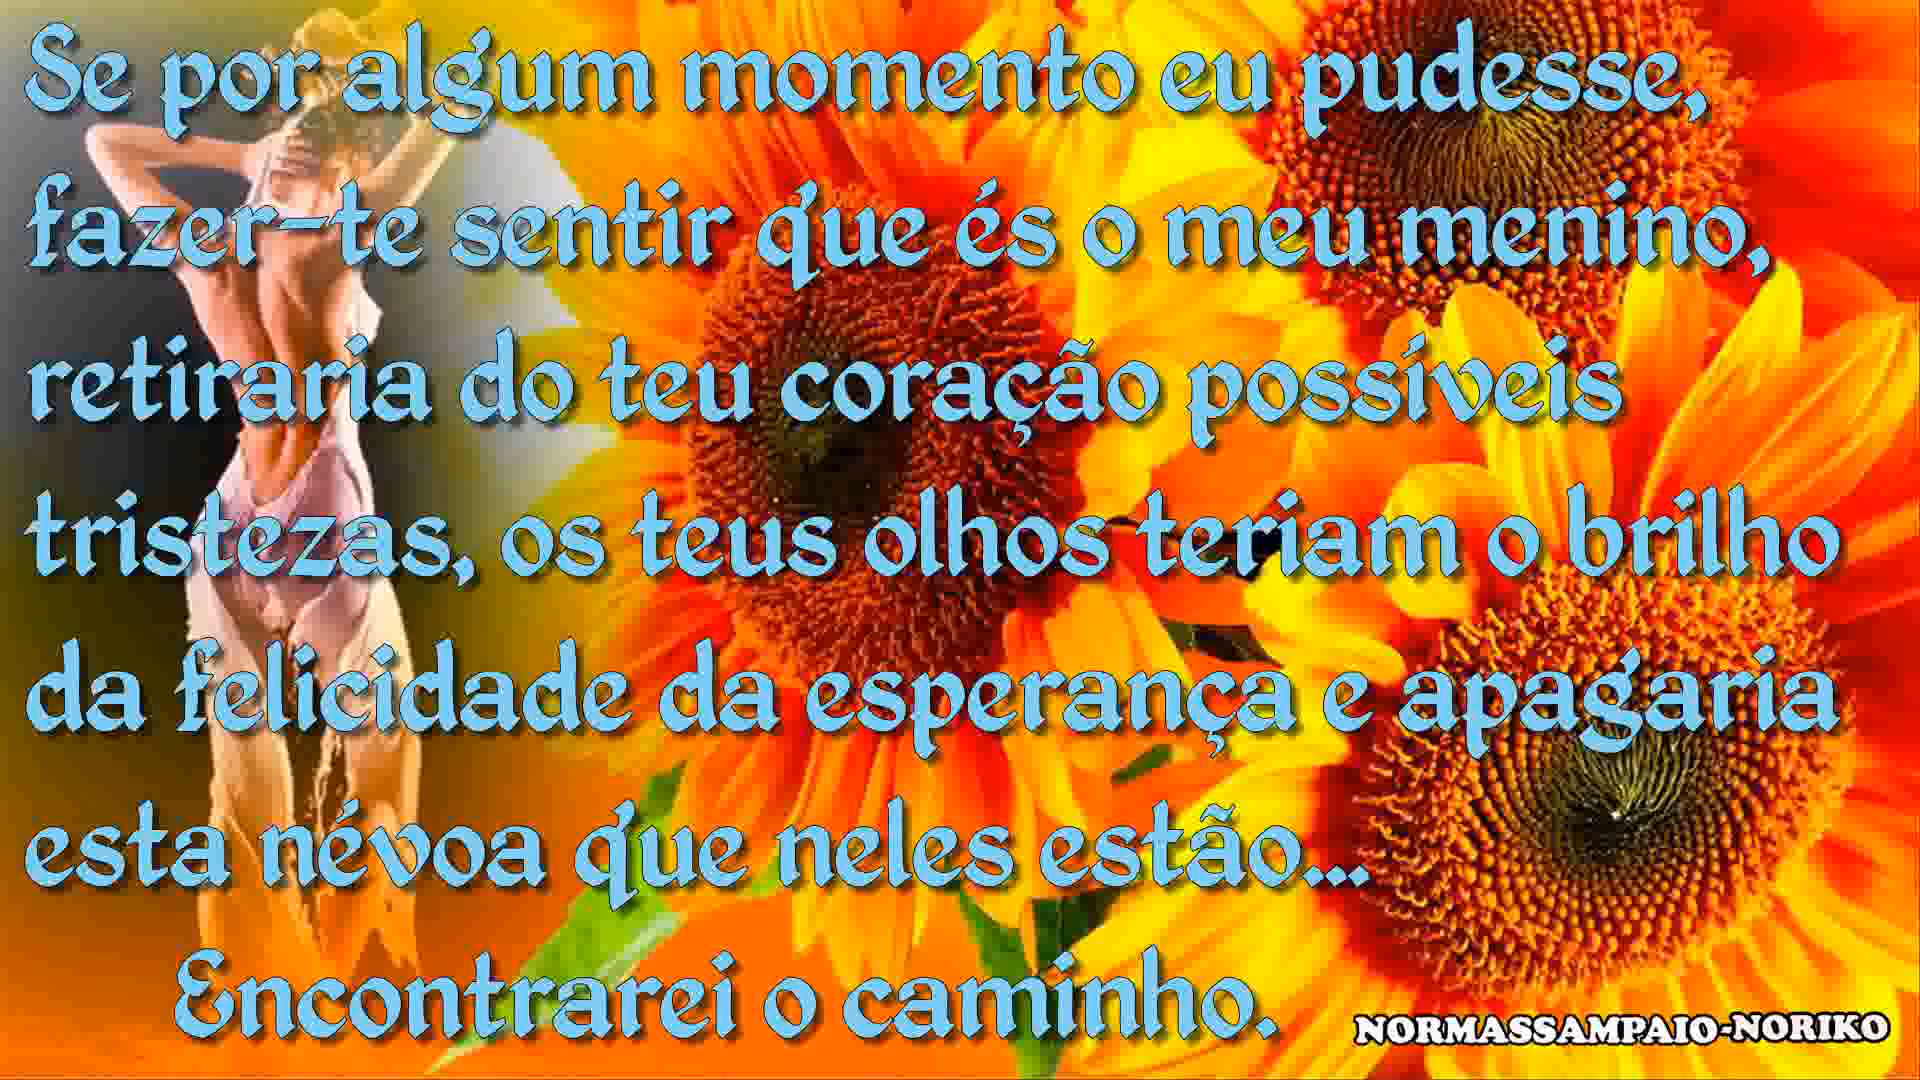 Se por algum momento eu pudesse,
fazer-te sentir que és o meu menino,
retiraria do teu coração possíveis
tristezas, os teus olhos teriam o brilho
da felicidade da esperança e apagaria
esta névoa que neles estão...
Encontrarei o caminho.
NORMASSAMPAIO-NORIKO